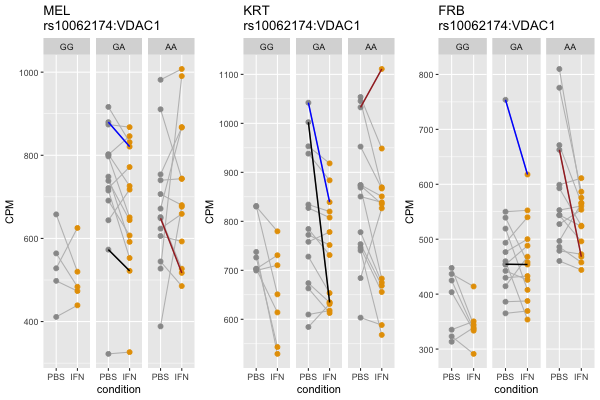 MEL
rs10062174:VDAC1
GG GA AA
1000
800
600
400
CPM
PBS IFN PBS IFN PBS IFN
condition
KRT
rs10062174:VDAC1
GG GA AA
1100
1000
900
800
700
600
CPM
PBS IFN PBS IFN PBS IFN
condition
FRB
rs10062174:VDAC1
GG GA AA
800
700
600
500
400
300
CPM
PBS IFN PBS IFN PBS IFN
condition